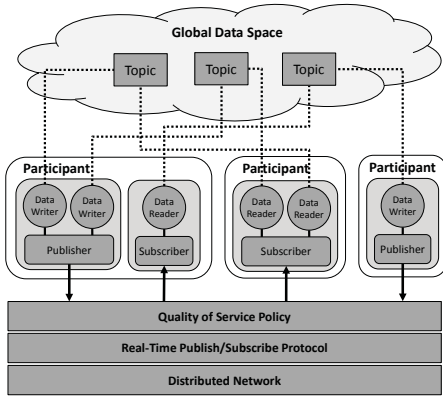 Global Data Space
Topic
Topic
Topic
Participant
Participant
Participant
Data
Writer
Data
Writer
Data
Reader
Data
Reader
Data
Reader
Data
Writer
Publisher
Subscriber
Subscriber
Publisher
Quality of Service Policy
Real-Time Publish/Subscribe Protocol
Distributed Network